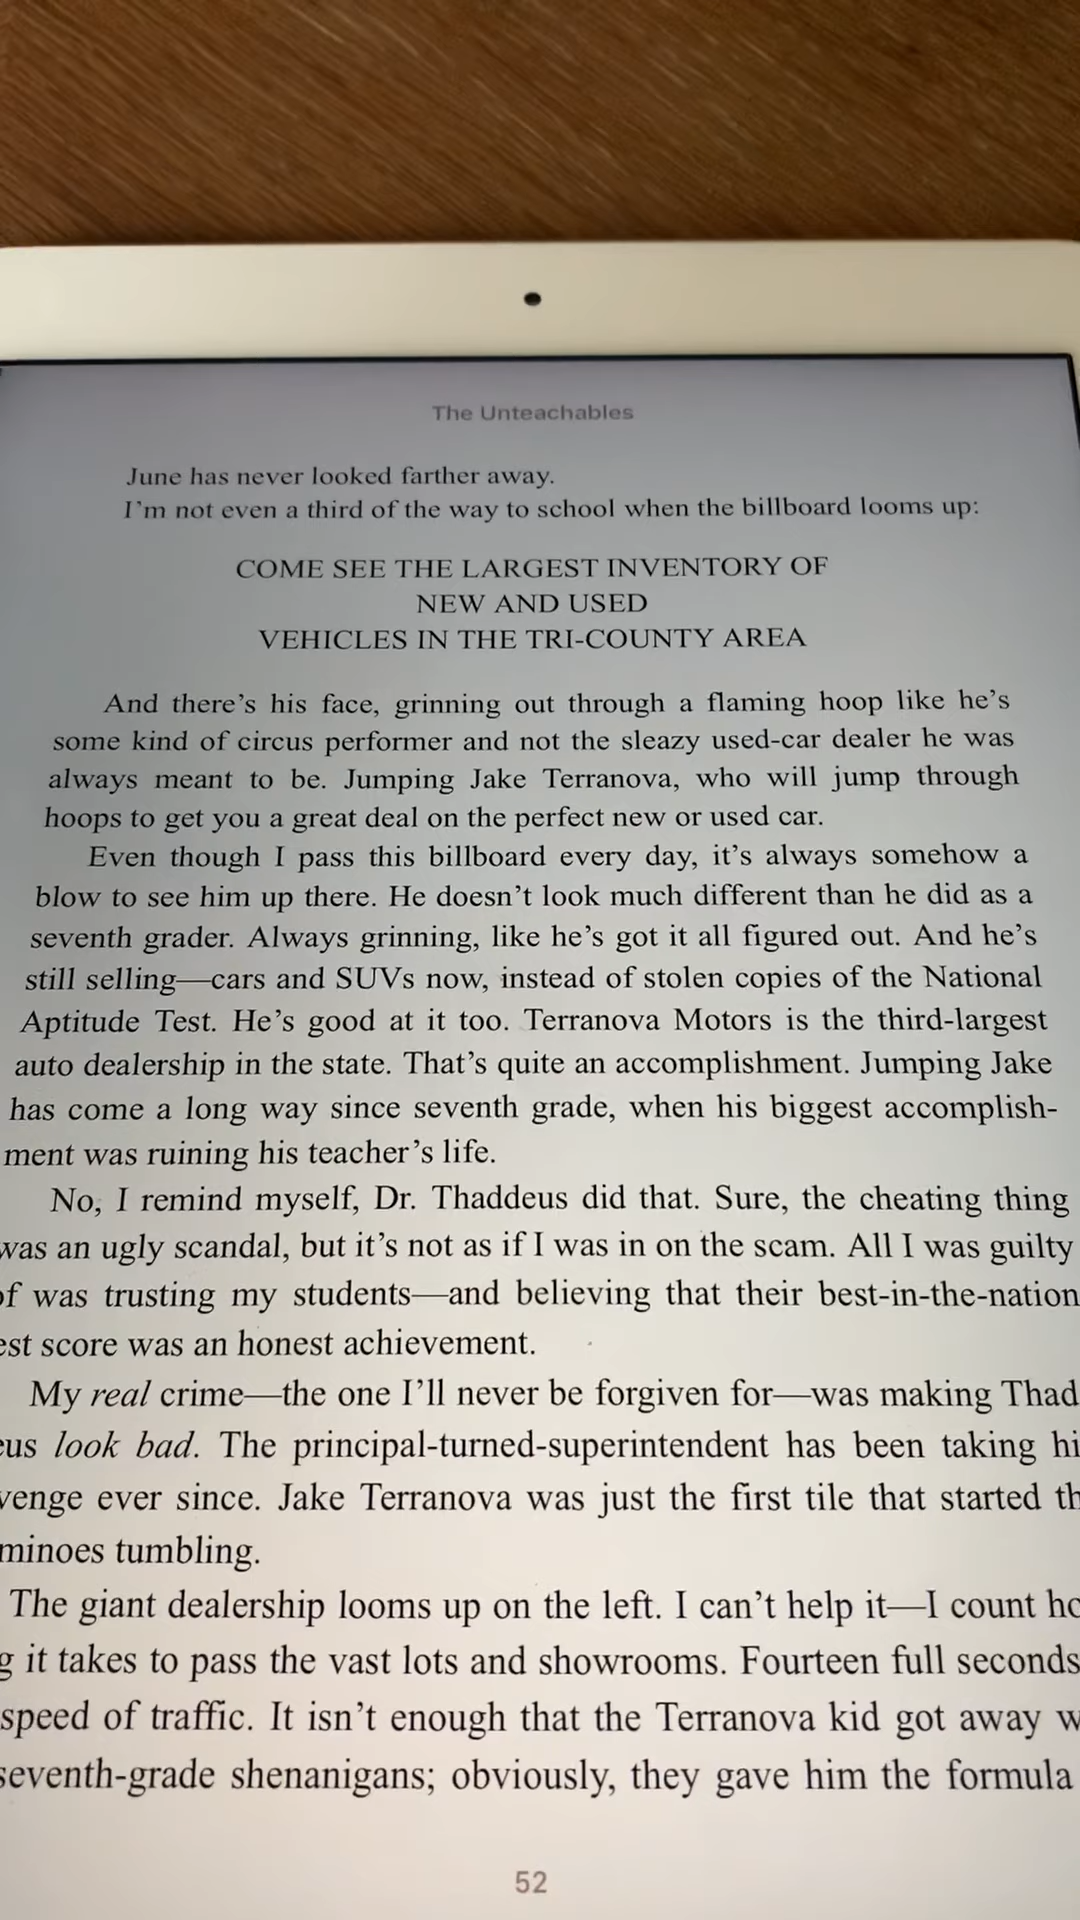 The Unteachables
June has never looked farther away.
I'm not even a third of the way to school when the billboard looms up:
COME SEE THE LARGEST INVENTORY OF
NEW AND USED
VEHICLES IN THE TRI-COUNTY AREA
And there's his face, grinning out through a flaming hoop like he's
some kind of circus performer and not the sleazy used-car dealer he was
always meant to be. Jumping Jake Terranova, who will jump through
hoops to get you a great deal on the perfect new or used car.
Even though I pass this billboard every day, it's always somehow a
blow to see him up there. He doesn't look much different than he did as a
seventh grader. Always grinning, like he's got it all figured out. And he's
still selling—cars and SUVs now, instead of stolen copies of the National
Aptitude Test. He's good at it too. Terranova Motors is the third-largest
auto dealership in the state. That's quite an accomplishment. Jumping Jake
has come a long way since seventh grade, when his biggest accomplish-
ment was ruining his teacher's life.
No, I remind myself, Dr. Thaddeus did that. Sure, the cheating thing
was an ugly scandal, but it's not as if I was in on the scam. All I was guilty
of was trusting my students—and believing that their best-in-the-nation
est score was an honest achievement.
My real crime—the one I'll never be forgiven for—was making Thad
eus look bad. The principal-turned-superintendent has been taking hi
venge ever since. Jake Terranova was just the first tile that started th
minoes tumbling.
The giant dealership looms up on the left. I can't help it—I count ho
g it takes to pass the vast lots and showrooms. Fourteen full seconds
speed of traffic. It isn't enough that the Terranova kid got away w
seventh-grade shenanigans; obviously, they gave him the formula
52